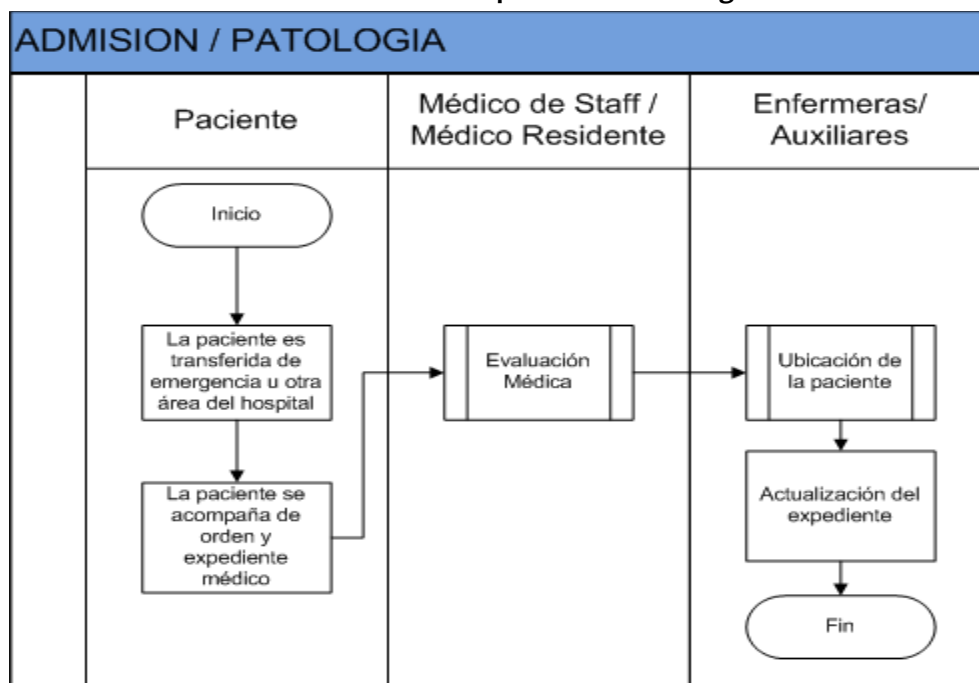 ADMISION / PATOLOGIA
Paciente
Médico de Staff /
Médico Residente
Enfermeras/
Auxiliares
Inicio
La paciente es
transferida de
emergencia u otra
área del hospital
La paciente se
acompaña de
orden y
expediente
médico
Evaluación
Médica
Ubicación de
la paciente
Actualización del
expediente
Fin